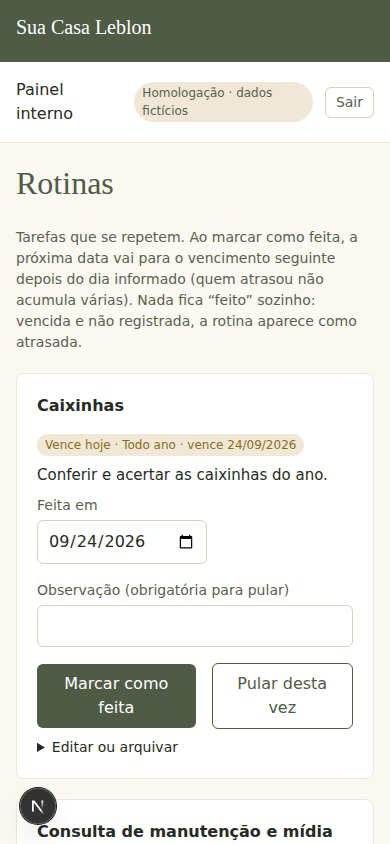 Sua Casa Leblon
Painel
interno
Homologação · dados
fictícios
Sair
Rotinas
Tarefas que se repetem. Ao marcar como feita, a
próxima data vai para o vencimento seguinte
depois do dia informado (quem atrasou não
acumula várias). Nada fica “feito” sozinho:
vencida e não registrada, a rotina aparece como
atrasada.
Caixinhas
Vence hoje · Todo ano · vence 24/09/2026
Conferir e acertar as caixinhas do ano.
Feita em
09/24/2026
Observação (obrigatória para pular)
Marcar como
feita
Pular desta
vez
Editar ou arquivar
N
Consulta de manutenção e mídia